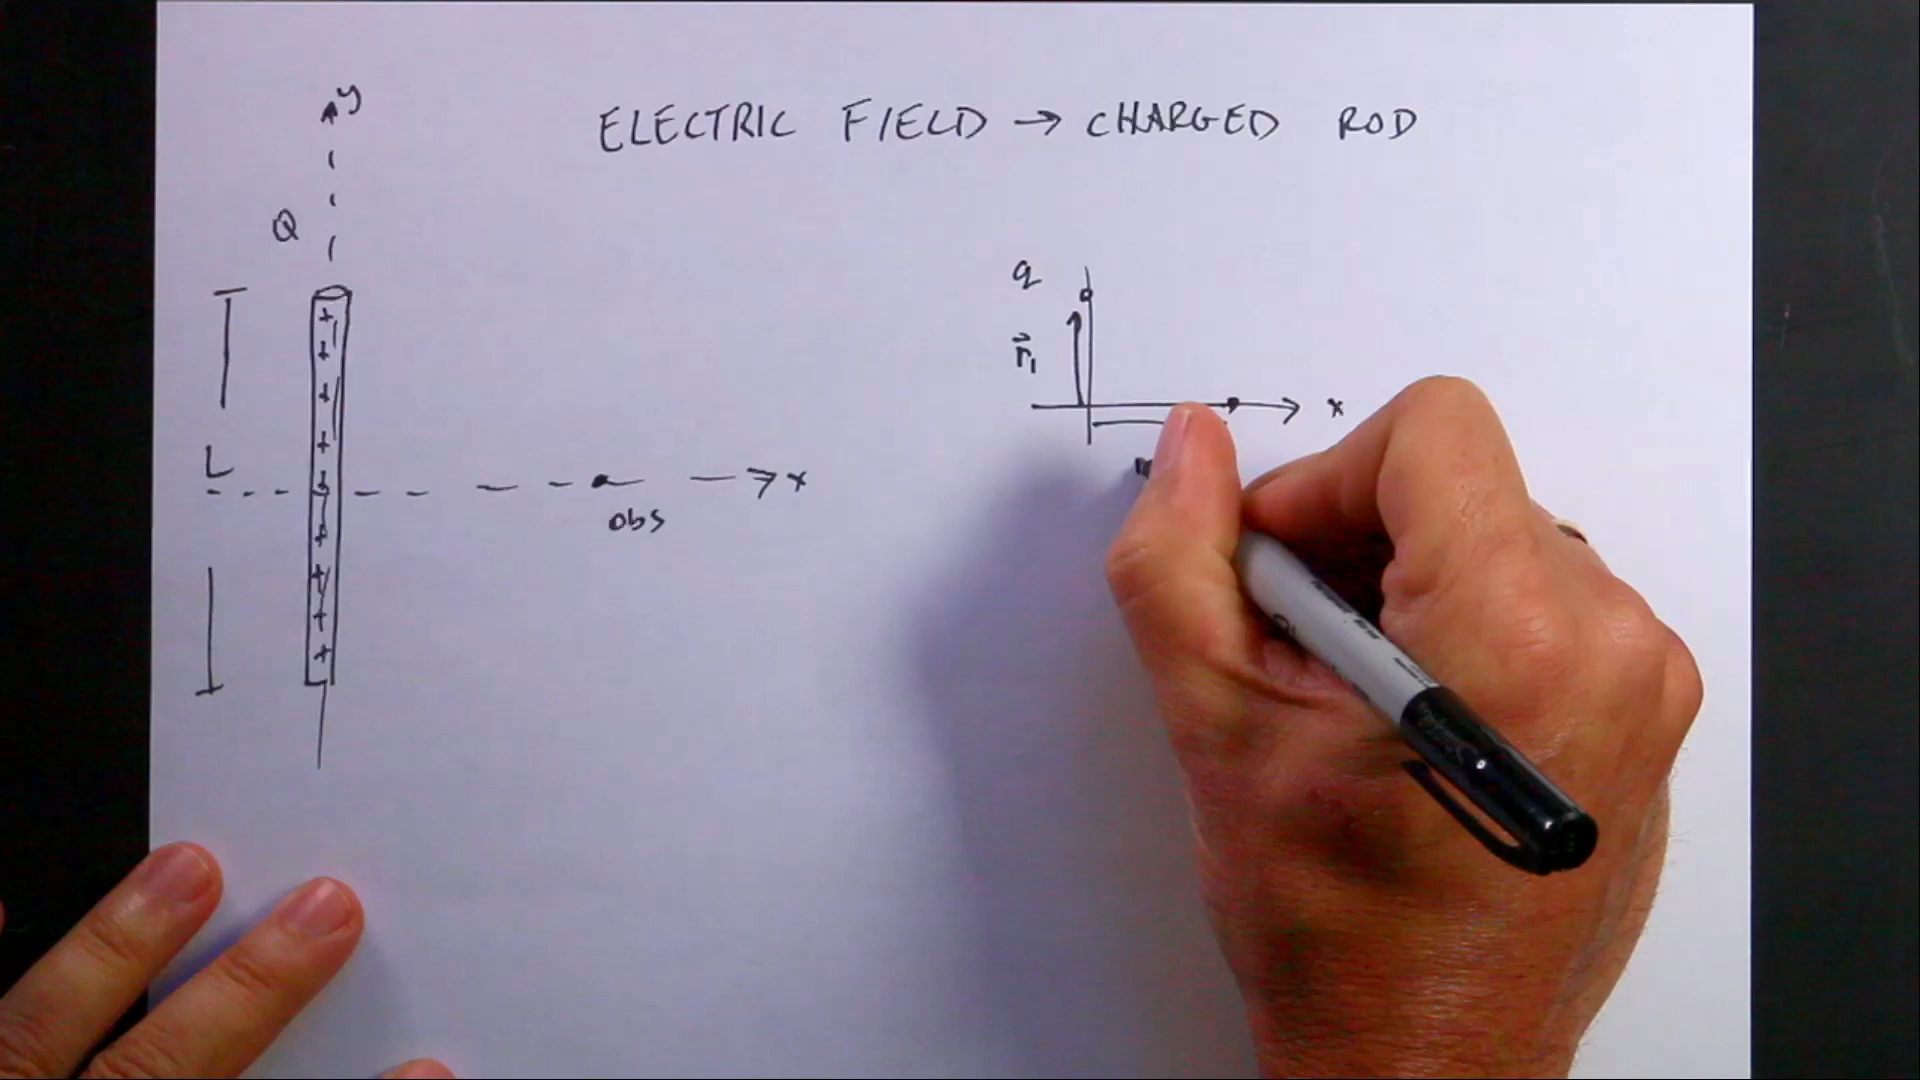 ELECTRIC FIELD → CHARGED ROD
y
Q
+
+
+
+
+
+
+
+
+
L
x
obs
q
r⃗₁
x